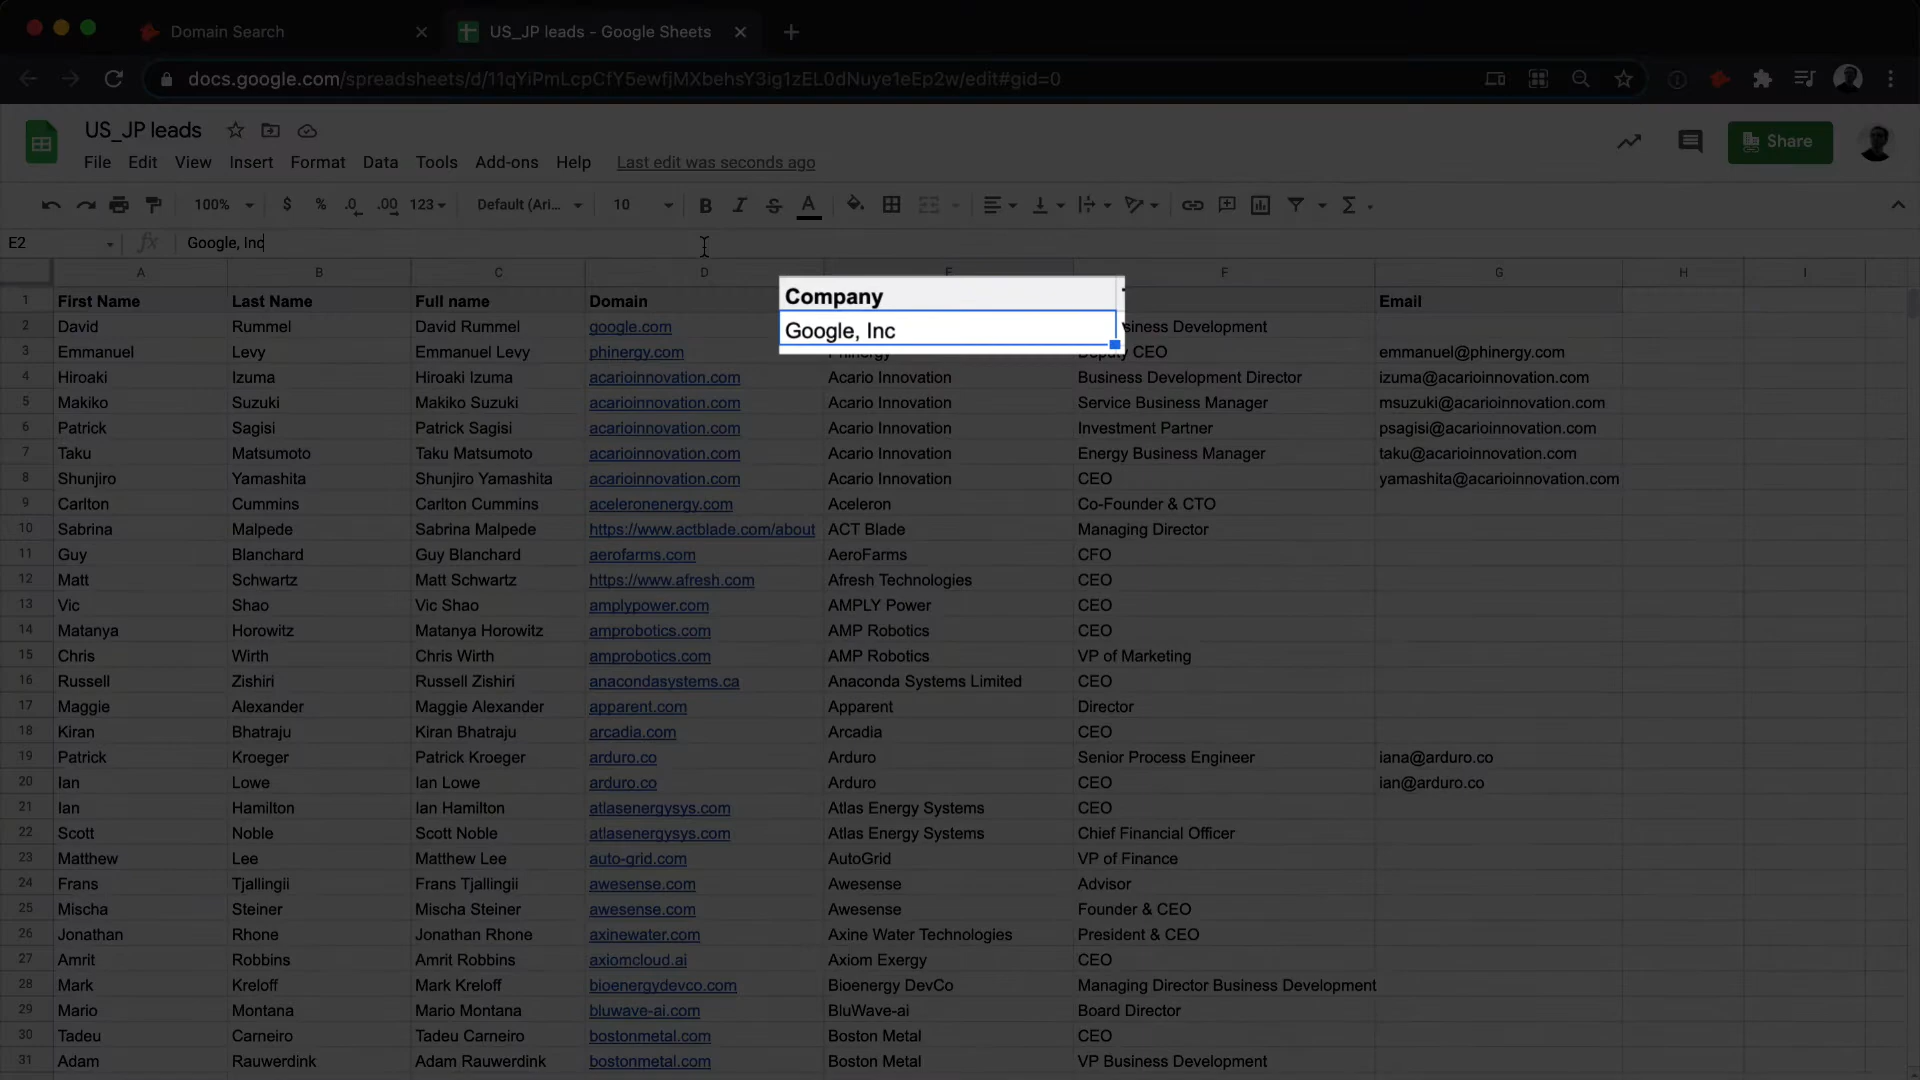 Domain Search
US_JP leads - Google Sheets
docs.google.com/spreadsheets/d/11qYiPmLcpCfY5ewfjMXbehsY3ig1zEL0dNuye1eEp2w/edit#gid=0
US_JP leads
File Edit View Insert Format Data Tools Add-ons Help Last edit was seconds ago
Share
100% $ % .0 .00 123 Default (Ari... 10 B I S A Σ
E2 fx Google, Inc
A B C D E F G H I
1 First Name Last Name Full name Domain Company Email
2 David Rummel David Rummel google.com Google, Inc siness Development
3 Emmanuel Levy Emmanuel Levy phinergy.com Phinergy Deputy CEO emmanuel@phinergy.com
4 Hiroaki Izuma Hiroaki Izuma acarioinnovation.com Acario Innovation Business Development Director izuma@acarioinnovation.com
5 Makiko Suzuki Makiko Suzuki acarioinnovation.com Acario Innovation Service Business Manager msuzuki@acarioinnovation.com
6 Patrick Sagisi Patrick Sagisi acarioinnovation.com Acario Innovation Investment Partner psagisi@acarioinnovation.com
7 Taku Matsumoto Taku Matsumoto acarioinnovation.com Acario Innovation Energy Business Manager taku@acarioinnovation.com
8 Shunjiro Yamashita Shunjiro Yamashita acarioinnovation.com Acario Innovation CEO yamashita@acarioinnovation.com
9 Carlton Cummins Carlton Cummins aceleronenergy.com Aceleron Co-Founder & CTO
10 Sabrina Malpede Sabrina Malpede https://www.actblade.com/about ACT Blade Managing Director
11 Guy Blanchard Guy Blanchard aerofarms.com AeroFarms CFO
12 Matt Schwartz Matt Schwartz https://www.afresh.com Afresh Technologies CEO
13 Vic Shao Vic Shao amplypower.com AMPLY Power CEO
14 Matanya Horowitz Matanya Horowitz amprobotics.com AMP Robotics CEO
15 Chris Wirth Chris Wirth amprobotics.com AMP Robotics VP of Marketing
16 Russell Zishiri Russell Zishiri anacondasystems.ca Anaconda Systems Limited CEO
17 Maggie Alexander Maggie Alexander apparent.com Apparent Director
18 Kiran Bhatraju Kiran Bhatraju arcadia.com Arcadia CEO
19 Patrick Kroeger Patrick Kroeger arduro.co Arduro Senior Process Engineer iana@arduro.co
20 Ian Lowe Ian Lowe arduro.co Arduro CEO ian@arduro.co
21 Ian Hamilton Ian Hamilton atlasenergysys.com Atlas Energy Systems CEO
22 Scott Noble Scott Noble atlasenergysys.com Atlas Energy Systems Chief Financial Officer
23 Matthew Lee Matthew Lee auto-grid.com AutoGrid VP of Finance
24 Frans Tjallingii Frans Tjallingii awesense.com Awesense Advisor
25 Mischa Steiner Mischa Steiner awesense.com Awesense Founder & CEO
26 Jonathan Rhone Jonathan Rhone axinewater.com Axine Water Technologies President & CEO
27 Amrit Robbins Amrit Robbins axiomcloud.ai Axiom Exergy CEO
28 Mark Kreloff Mark Kreloff bioenergydevco.com Bioenergy DevCo Managing Director Business Development
29 Mario Montana Mario Montana bluwave-ai.com BluWave-ai Board Director
30 Tadeu Carneiro Tadeu Carneiro bostonmetal.com Boston Metal CEO
31 Adam Rauwerdink Adam Rauwerdink bostonmetal.com Boston Metal VP Business Development